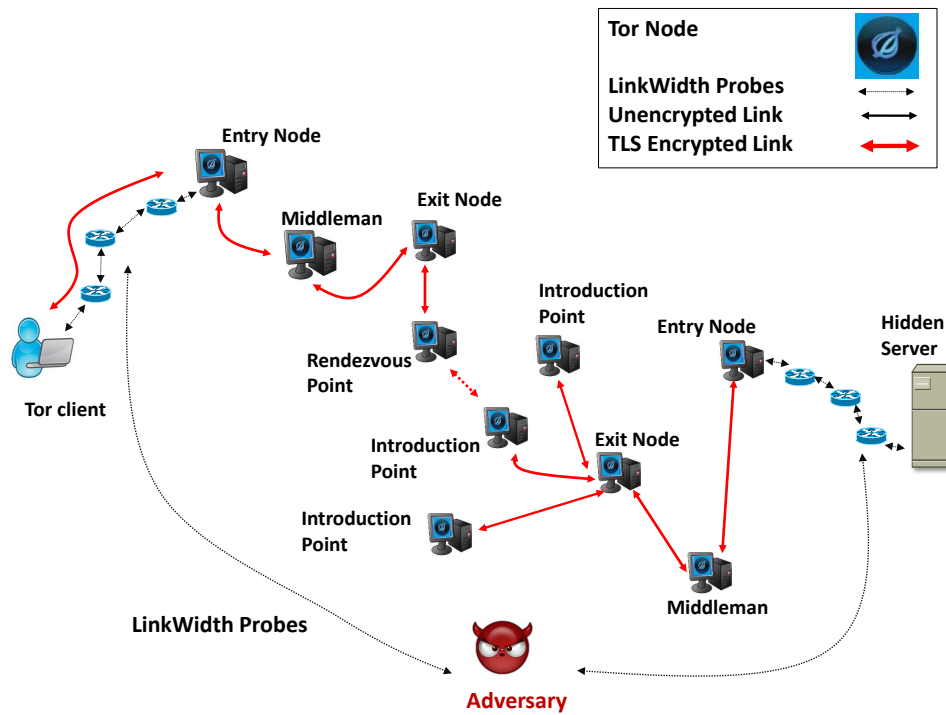 Tor Node
LinkWidth Probes
Unencrypted Link
TLS Encrypted Link
Entry Node
Middleman
Exit Node
Introduction
Point
Entry Node
Hidden
Server
Rendezvous
Point
Tor client
Introduction
Point
Exit Node
Introduction
Point
Middleman
LinkWidth Probes
Adversary